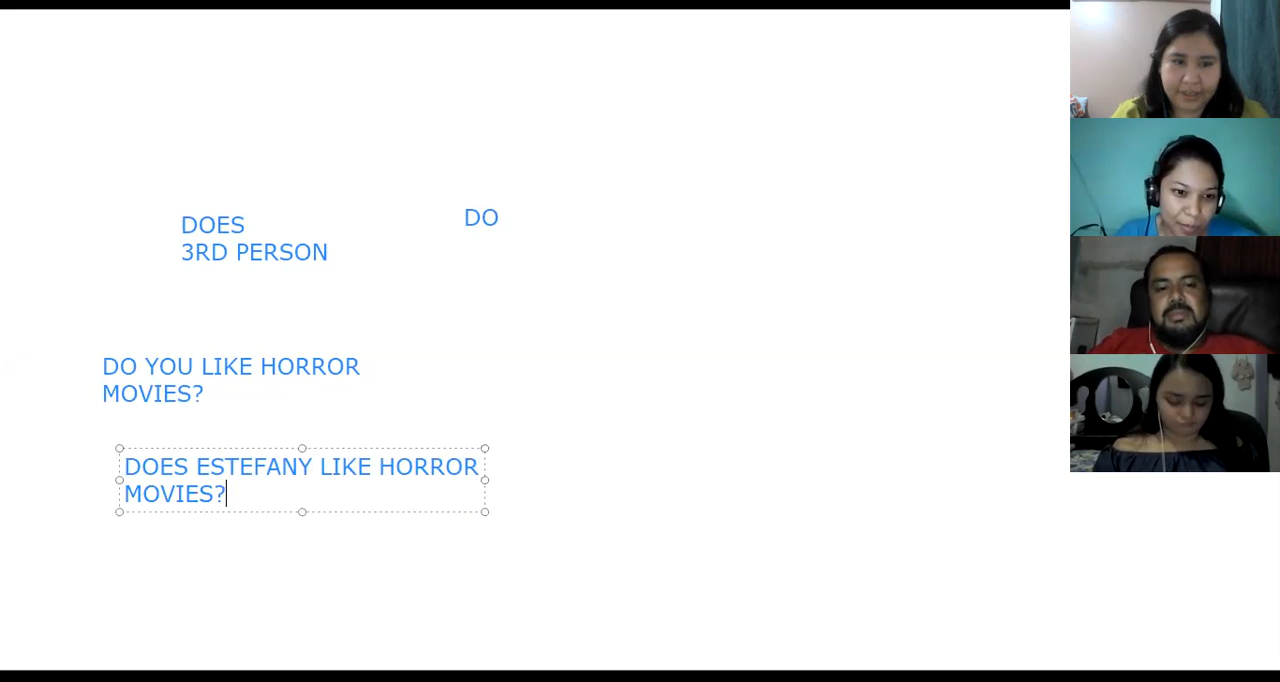 DOES
3RD PERSON
DO
DO YOU LIKE HORROR
MOVIES?
DOES ESTEFANY LIKE HORROR
MOVIES?